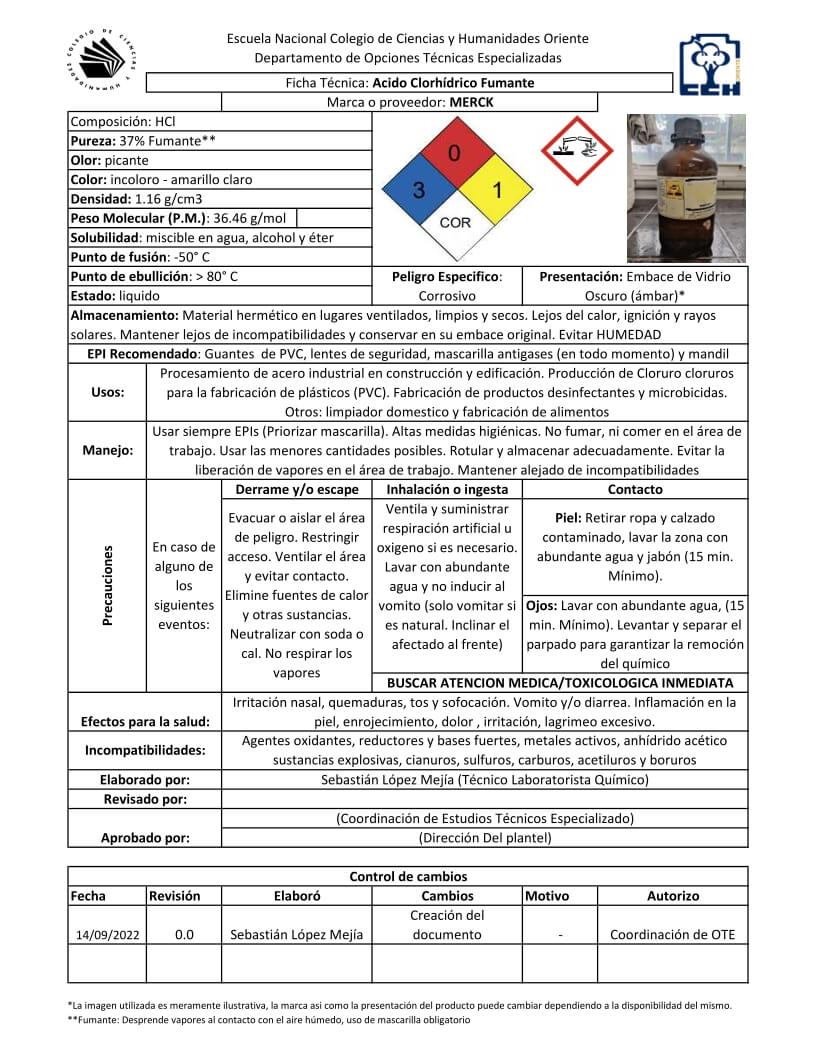 COLEGIO DE CIENCIAS Y HUMANIDADES
Escuela Nacional Colegio de Ciencias y Humanidades Oriente
Departamento de Opciones Técnicas Especializadas
ORIENTE
CCH
Ficha Técnica: Acido Clorhídrico Fumante
Marca o proveedor: MERCK
Composición: HCl
Pureza: 37% Fumante**
Olor: picante
Color: incoloro - amarillo claro
Densidad: 1.16 g/cm3
Peso Molecular (P.M.): 36.46 g/mol
Solubilidad: miscible en agua, alcohol y éter
Punto de fusión: -50° C
Punto de ebullición: > 80° C
Estado: liquido
0
3
1
COR
Peligro Especifico:
Corrosivo
Presentación: Embace de Vidrio
Oscuro (ámbar)*
Almacenamiento: Material hermético en lugares ventilados, limpios y secos. Lejos del calor, ignición y rayos
solares. Mantener lejos de incompatibilidades y conservar en su embace original. Evitar HUMEDAD
EPI Recomendado: Guantes de PVC, lentes de seguridad, mascarilla antigases (en todo momento) y mandil
Usos:
Procesamiento de acero industrial en construcción y edificación. Producción de Cloruro cloruros
para la fabricación de plásticos (PVC). Fabricación de productos desinfectantes y microbicidas.
Otros: limpiador domestico y fabricación de alimentos
Manejo:
Usar siempre EPIs (Priorizar mascarilla). Altas medidas higiénicas. No fumar, ni comer en el área de
trabajo. Usar las menores cantidades posibles. Rotular y almacenar adecuadamente. Evitar la
liberación de vapores en el área de trabajo. Mantener alejado de incompatibilidades
Precauciones
En caso de
alguno de
los
siguientes
eventos:
Derrame y/o escape
Evacuar o aislar el área
de peligro. Restringir
acceso. Ventilar el área
y evitar contacto.
Elimine fuentes de calor
y otras sustancias.
Neutralizar con soda o
cal. No respirar los
vapores
Inhalación o ingesta
Ventila y suministrar
respiración artificial u
oxigeno si es necesario.
Lavar con abundante
agua y no inducir al
vomito (solo vomitar si
es natural. Inclinar el
afectado al frente)
Contacto
Piel: Retirar ropa y calzado
contaminado, lavar la zona con
abundante agua y jabón (15 min.
Mínimo).
Ojos: Lavar con abundante agua, (15
min. Mínimo). Levantar y separar el
parpado para garantizar la remoción
del químico
BUSCAR ATENCION MEDICA/TOXICOLOGICA INMEDIATA
Efectos para la salud:
Irritación nasal, quemaduras, tos y sofocación. Vomito y/o diarrea. Inflamación en la
piel, enrojecimiento, dolor , irritación, lagrimeo excesivo.
Incompatibilidades:
Agentes oxidantes, reductores y bases fuertes, metales activos, anhídrido acético
sustancias explosivas, cianuros, sulfuros, carburos, acetiluros y boruros
Elaborado por:
Sebastián López Mejía (Técnico Laboratorista Químico)
Revisado por:
Aprobado por:
(Coordinación de Estudios Técnicos Especializado)
(Dirección Del plantel)
Control de cambios
Fecha Revisión Elaboró Cambios Motivo Autorizo
14/09/2022 0.0 Sebastián López Mejía Creación del documento - Coordinación de OTE
*La imagen utilizada es meramente ilustrativa, la marca asi como la presentación del producto puede cambiar dependiendo a la disponibilidad del mismo.
**Fumante: Desprende vapores al contacto con el aire húmedo, uso de mascarilla obligatorio